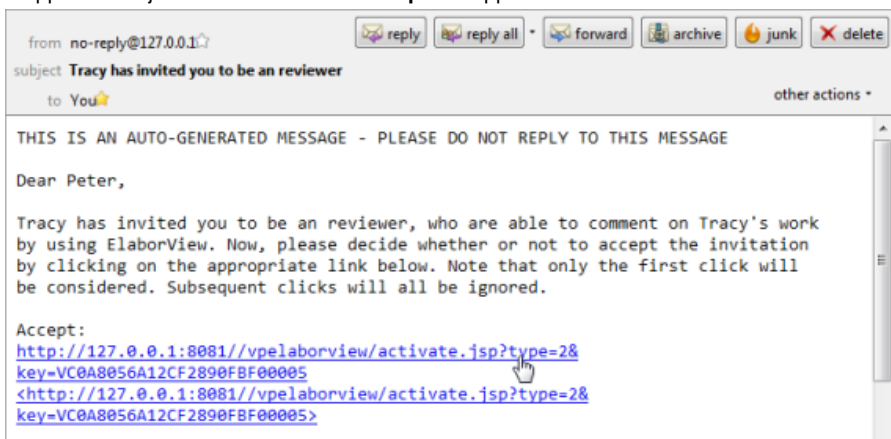 from no-reply@127.0.0.1
reply reply all forward archive junk delete
subject Tracy has invited you to be an reviewer
to You
other actions
THIS IS AN AUTO-GENERATED MESSAGE - PLEASE DO NOT REPLY TO THIS MESSAGE
Dear Peter,
Tracy has invited you to be an reviewer, who are able to comment on Tracy's work
by using ElaborView. Now, please decide whether or not to accept the invitation
by clicking on the appropriate link below. Note that only the first click will
be considered. Subsequent clicks will all be ignored.
Accept:
http://127.0.0.1:8081//vpelaborview/activate.jsp?type=2&
key=VC0A8056A12CF2890FBF00005
<http://127.0.0.1:8081//vpelaborview/activate.jsp?type=2&
key=VC0A8056A12CF2890FBF00005>